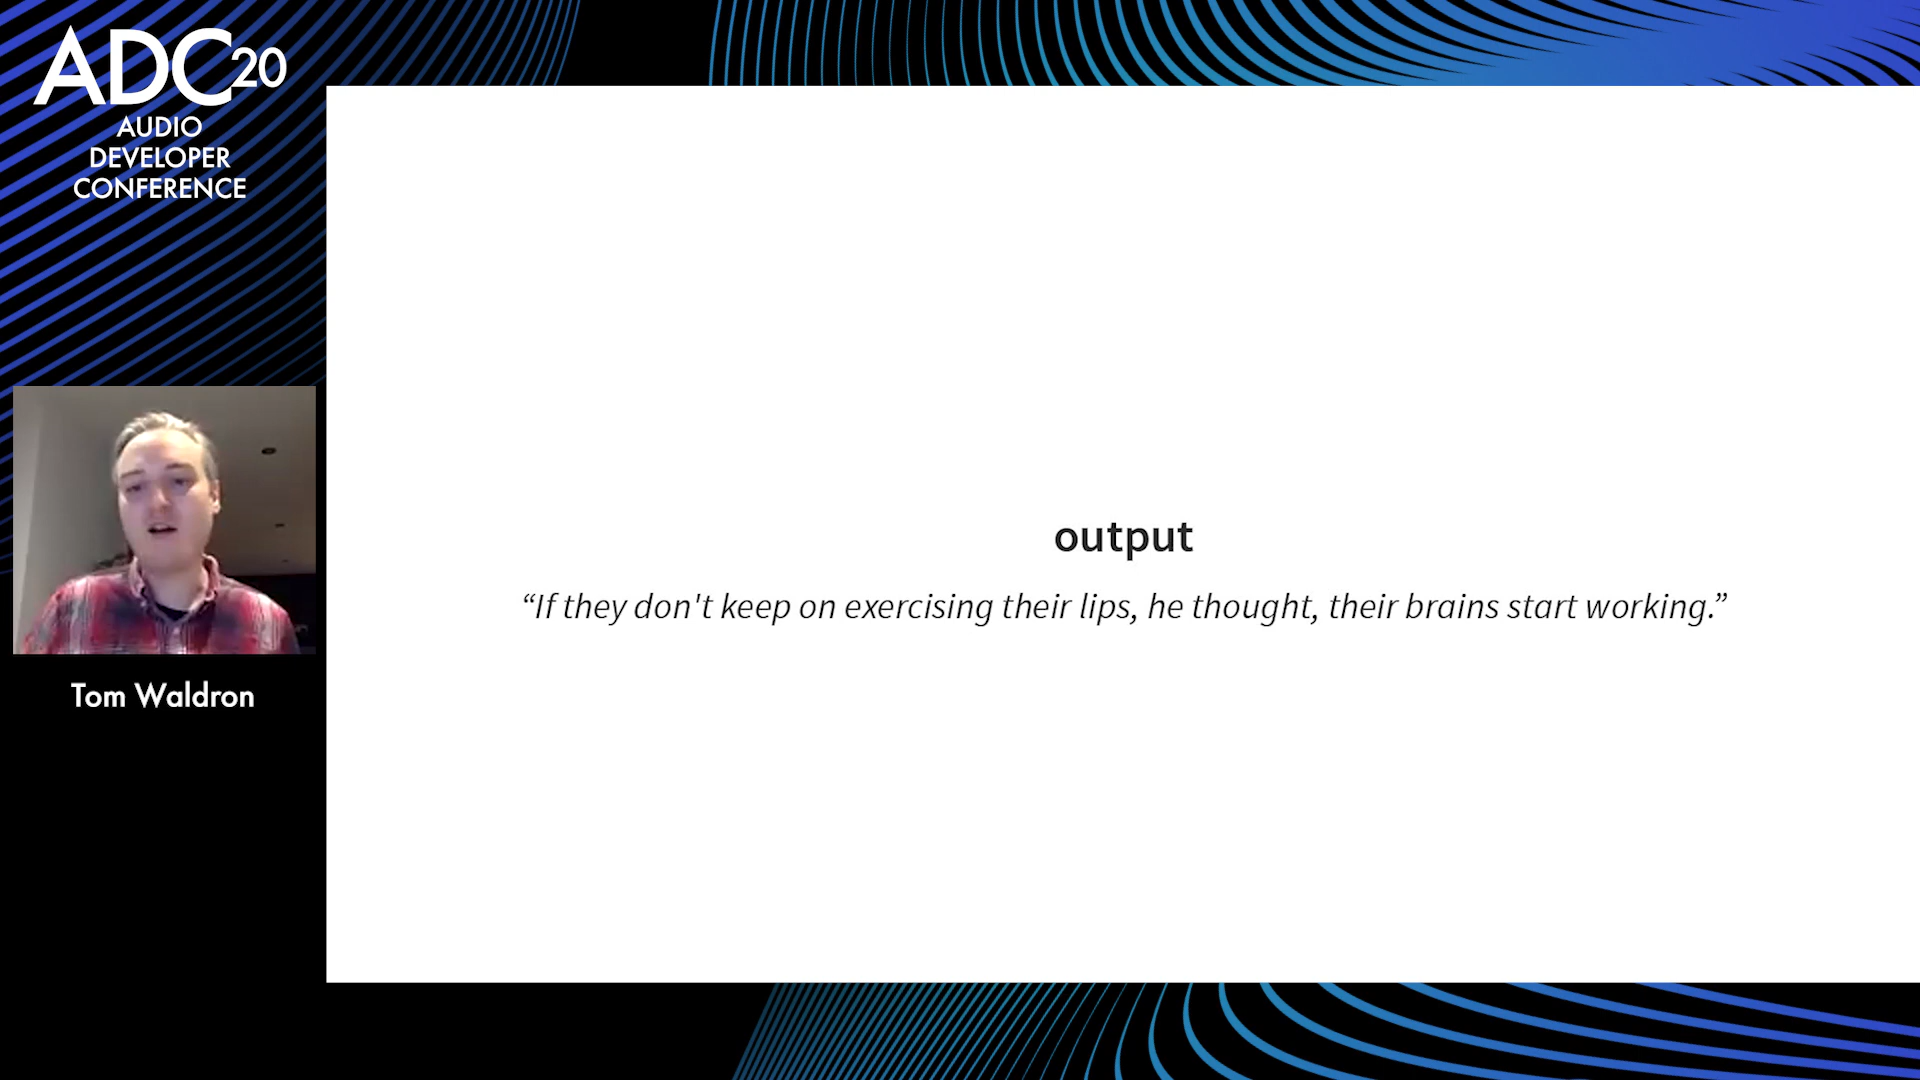 ADC20
AUDIO
DEVELOPER
CONFERENCE
output
“If they don't keep on exercising their lips, he thought, their brains start working.”
Tom Waldron